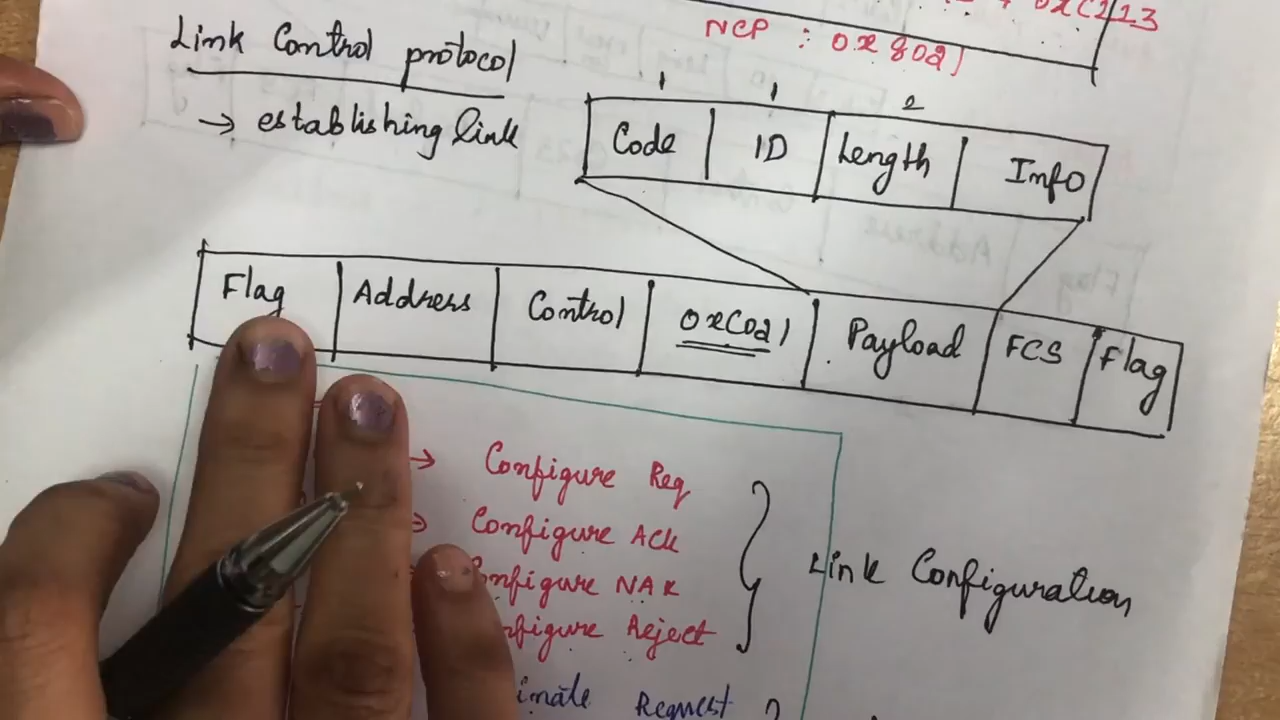 0xC223
NCP : 0x8021
Link Control protocol
→ establishing link
1 1 2
Code ID Length Info
Flag Address Control 0xC021 Payload FCS Flag
→ Configure Req
Configure Ack
Configure NAK
Configure Reject
Link Configuration
Request